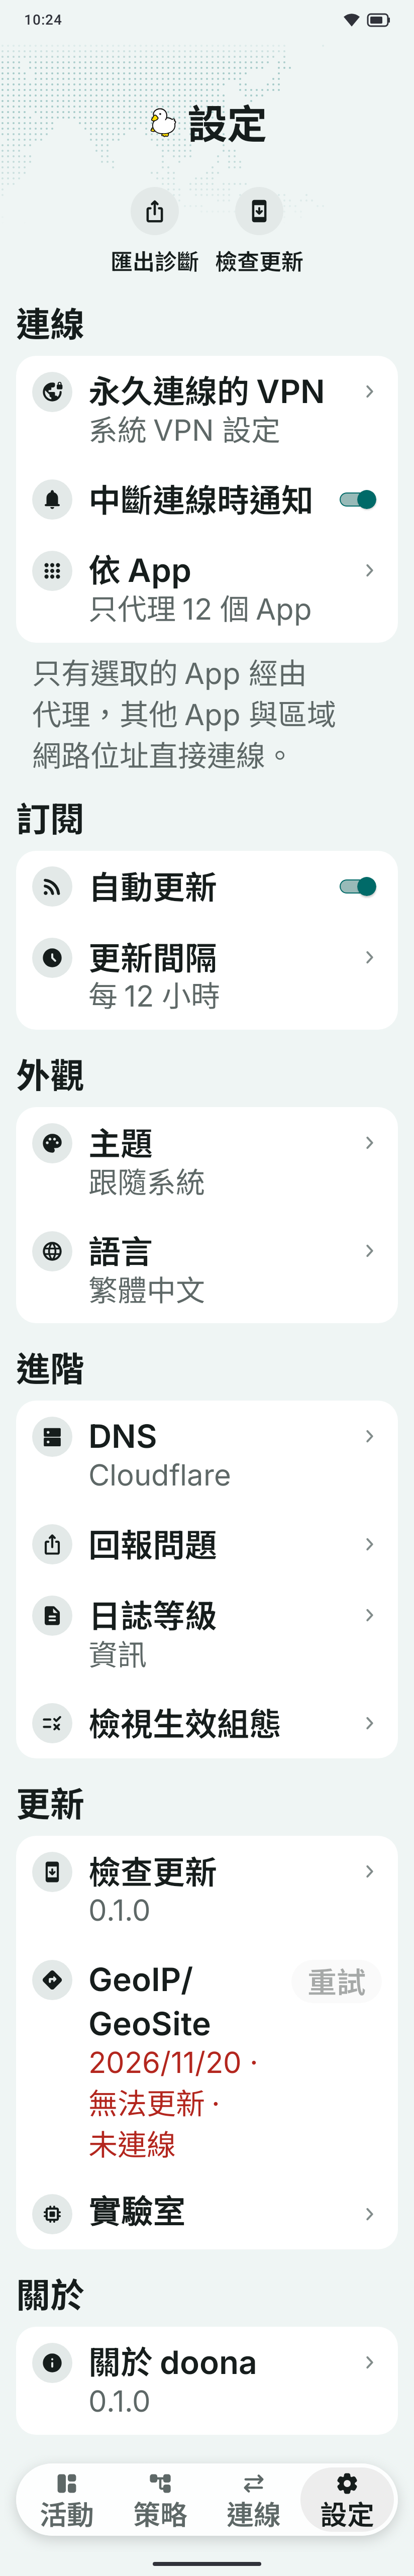 10:24
設定
匯出診斷
檢查更新
連線
永久連線的 VPN
系統 VPN 設定
中斷連線時通知
依 App
只代理 12 個 App
只有選取的 App 經由
代理，其他 App 與區域
網路位址直接連線。
訂閱
自動更新
更新間隔
每 12 小時
外觀
主題
跟隨系統
語言
繁體中文
進階
DNS
Cloudflare
回報問題
日誌等級
資訊
檢視生效組態
更新
檢查更新
0.1.0
GeoIP/
GeoSite
重試
2026/11/20 ·
無法更新 ·
未連線
實驗室
關於
關於 doona
0.1.0
活動
策略
連線
設定